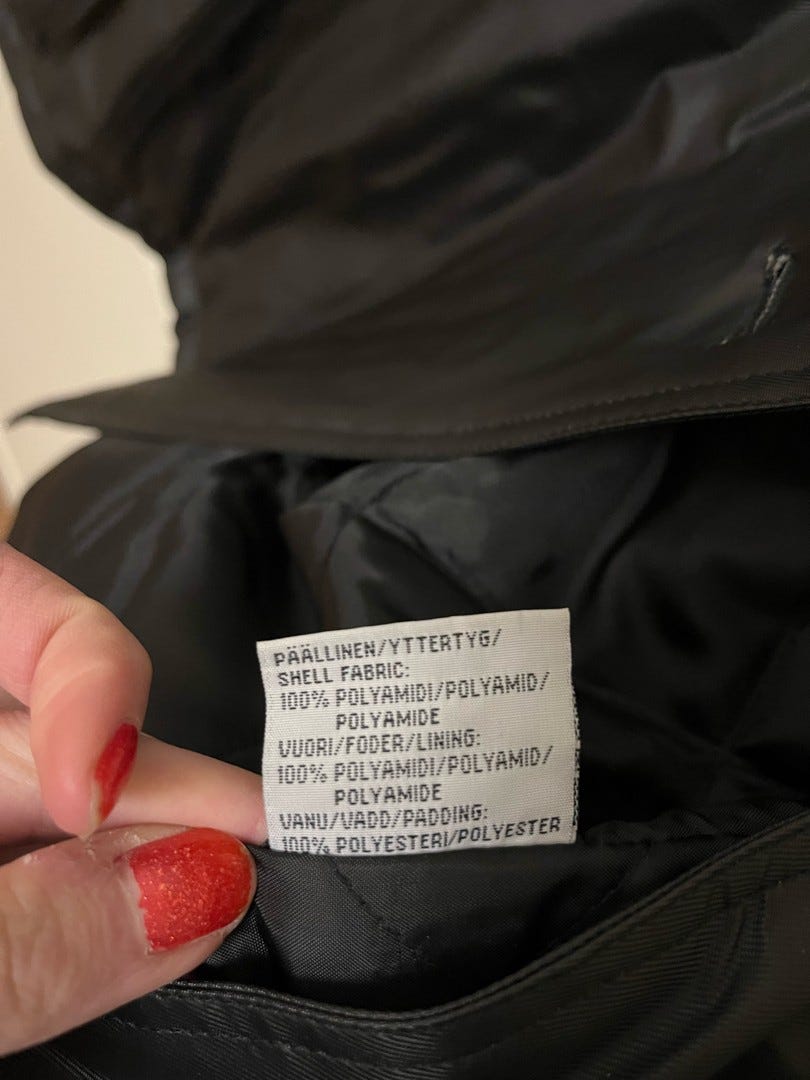 PÄÄLLINEN/YTTERTYG/
SHELL FABRIC:
100% POLYAMIDI/POLYAMID/
POLYAMIDE
VUORI/FODER/LINING:
100% POLYAMIDI/POLYAMID/
POLYAMIDE
VANU/VADD/PADDING:
100% POLYESTERI/POLYESTER